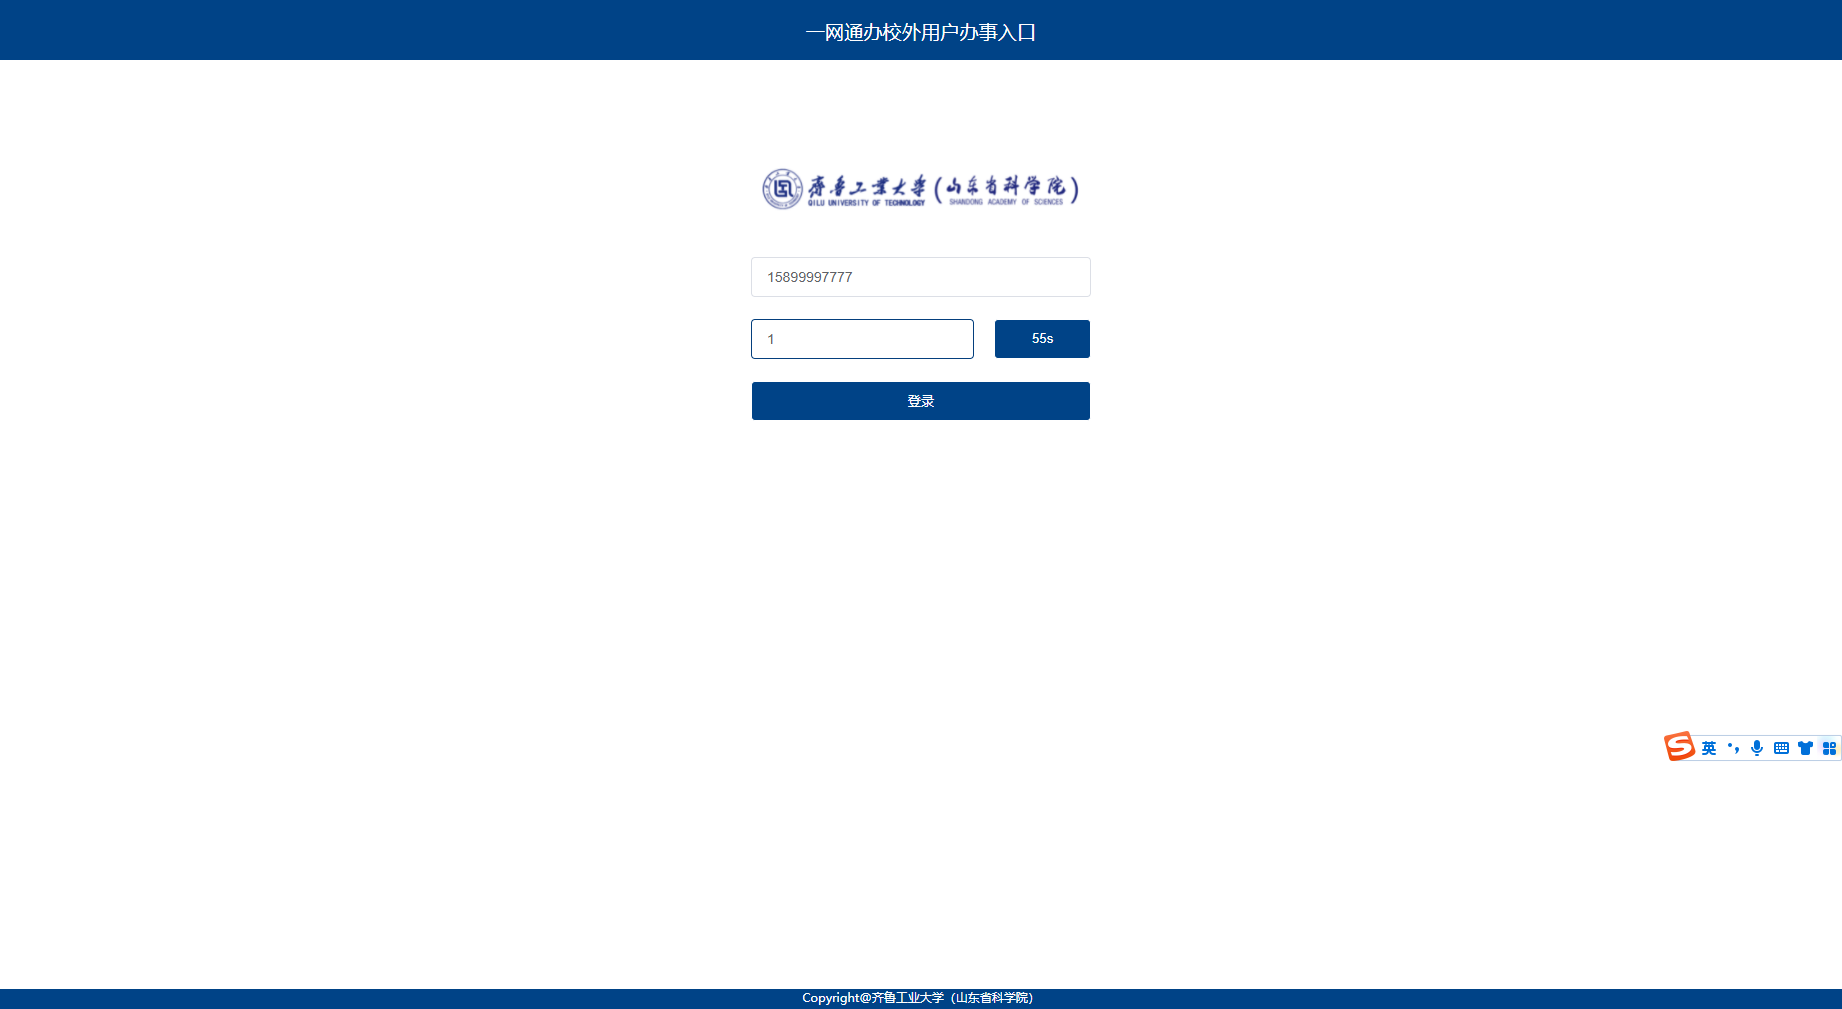 一网通办校外用户办事入口
齐鲁工业大学(山东省科学院)
QILU UNIVERSITY OF TECHNOLOGY SHANDONG ACADEMY OF SCIENCES
15899997777
1 55s
登录
英
Copyright@齐鲁工业大学（山东省科学院）